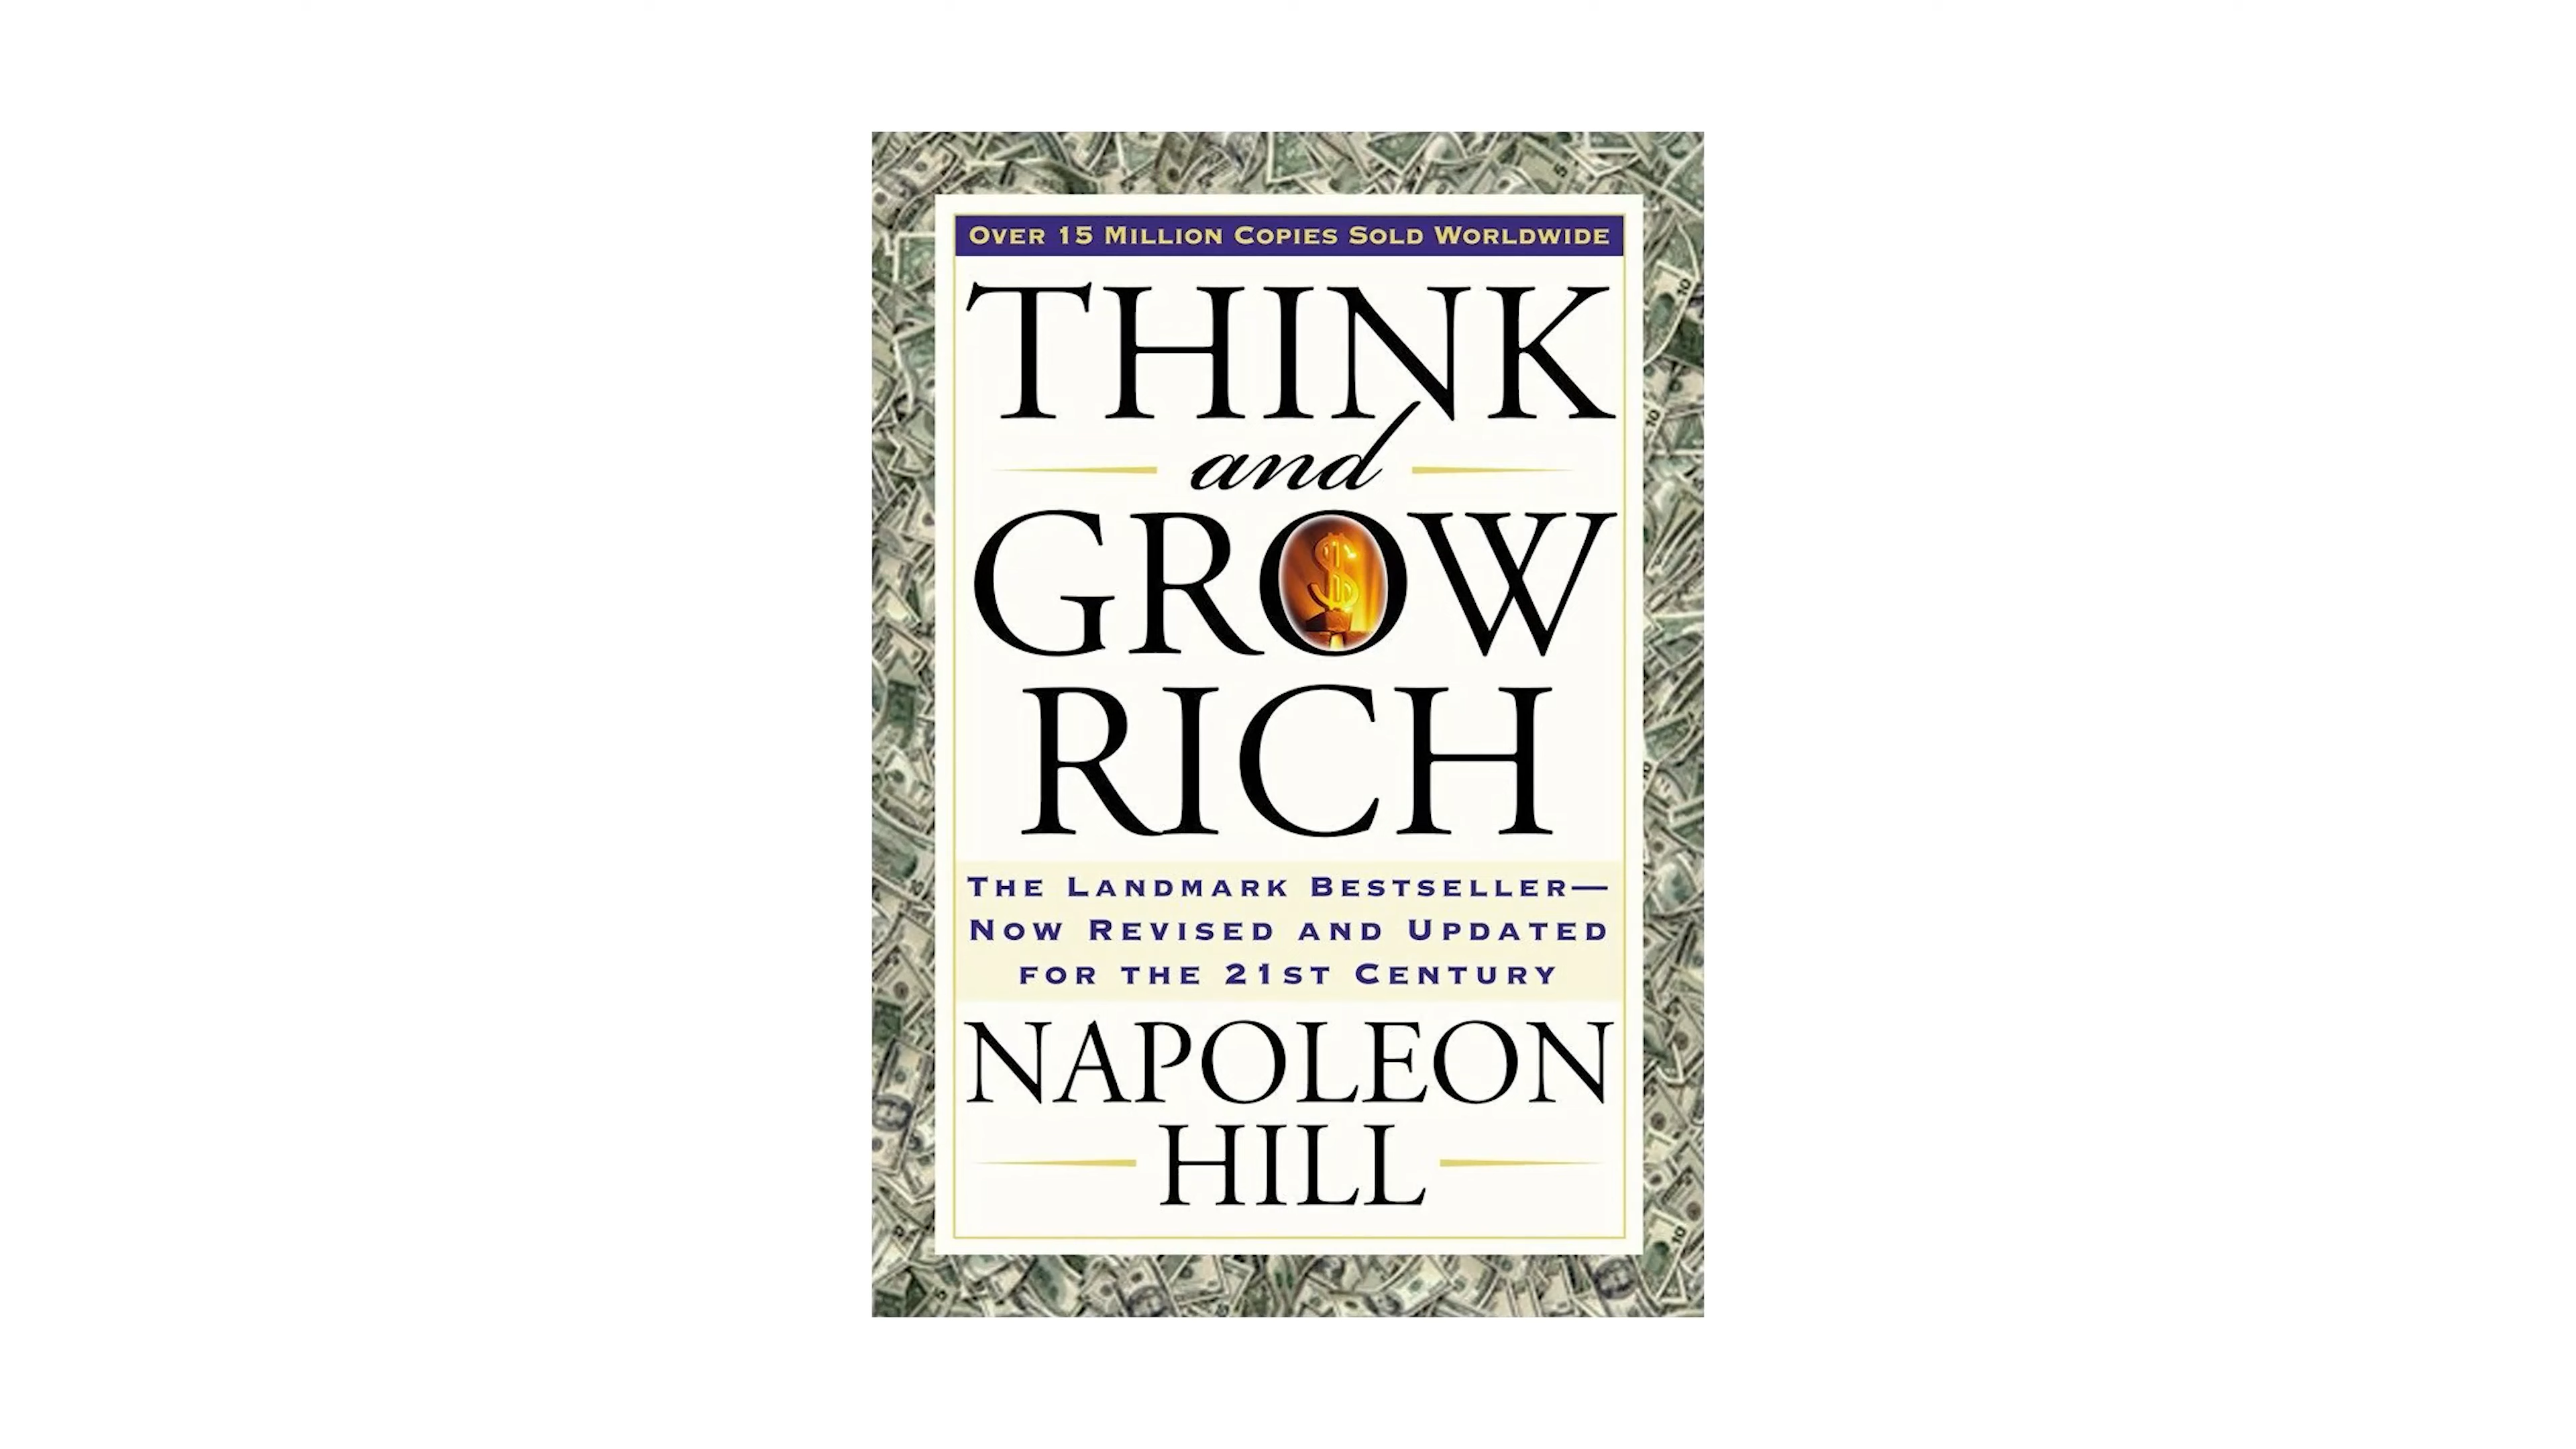 OVER 15 MILLION COPIES SOLD WORLDWIDE
THINK
and
GROW
RICH
THE LANDMARK BESTSELLER—
NOW REVISED AND UPDATED
FOR THE 21ST CENTURY
NAPOLEON
HILL